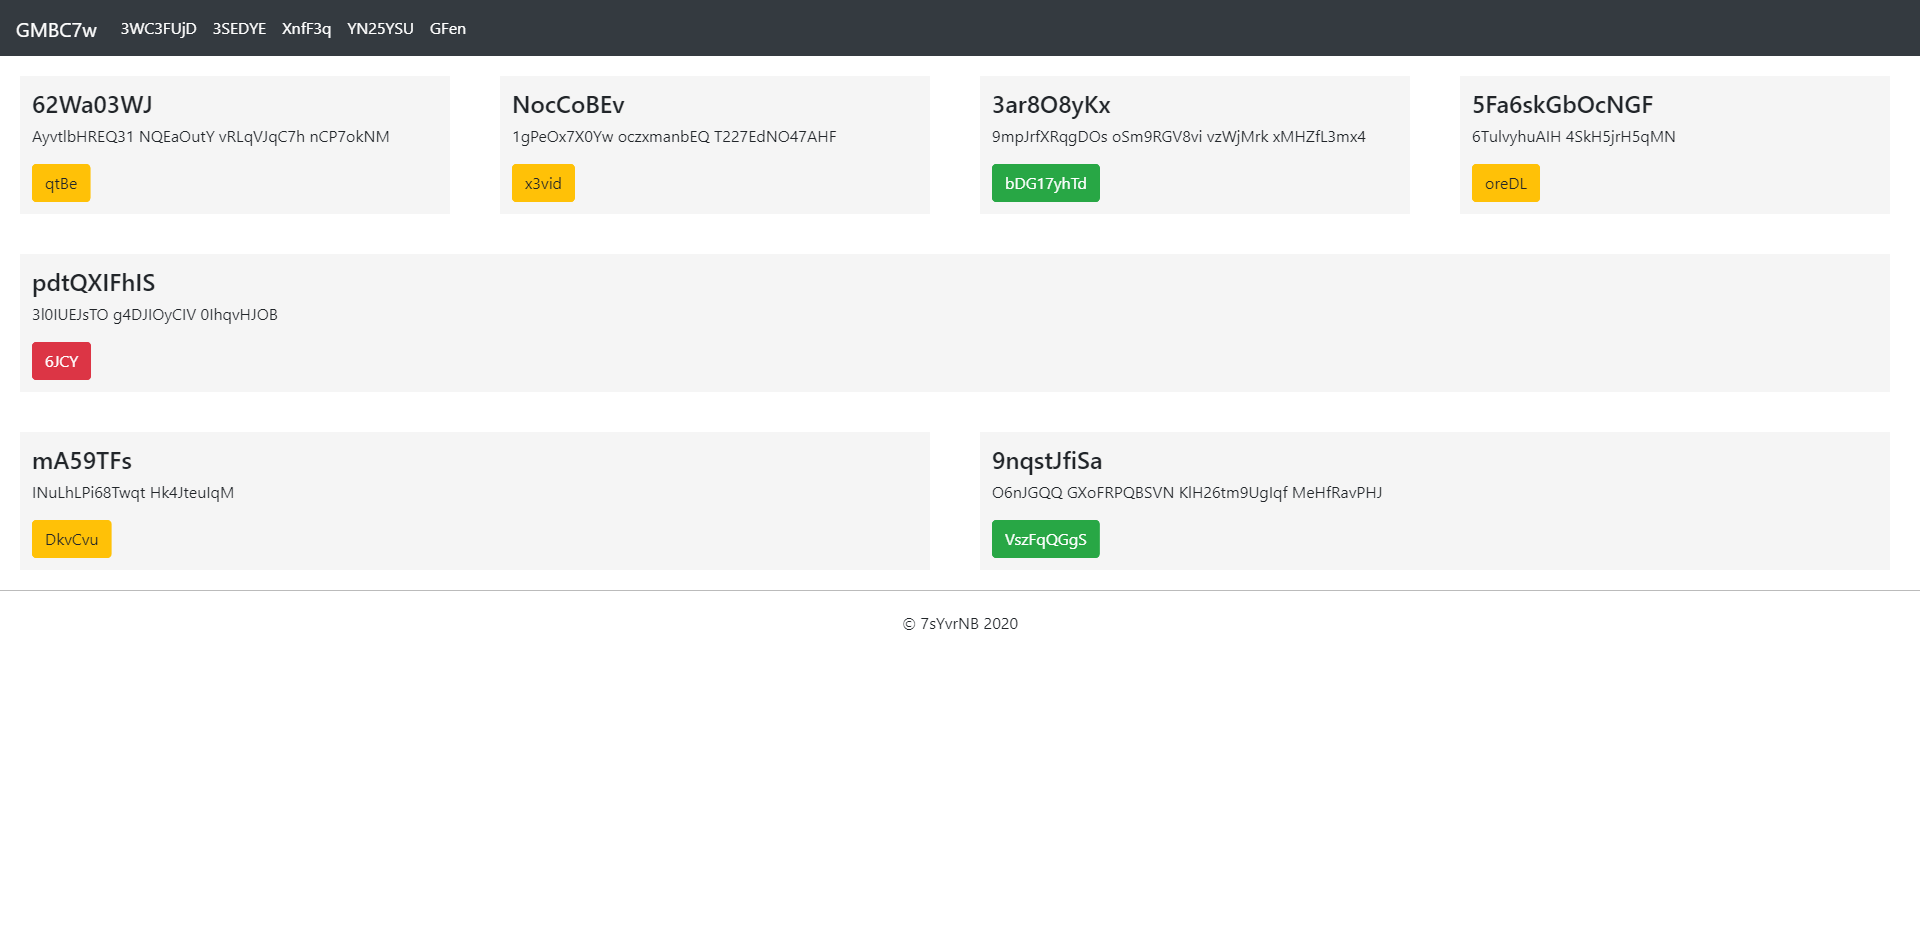 GMBC7w 3WC3FUjD 3SEDYE XnfF3q YN25YSU GFen
62Wa03WJ
AyvtlbHREQ31 NQEaOutY vRLqVJqC7h nCP7okNM
qtBe
NocCoBEv
1gPeOx7X0Yw oczxmanbEQ T227EdNO47AHF
x3vid
3ar8O8yKx
9mpJrfXRqgDOs oSm9RGV8vi vzWjMrk xMHZfL3mx4
bDG17yhTd
5Fa6skGbOcNGF
6TulvyhuAIH 4SkH5jrH5qMN
oreDL
pdtQXIFhIS
3l0IUEJsTO g4DJIOyCIV 0IhqvHJOB
6JCY
mA59TFs
INuLhLPi68Twqt Hk4JteuIqM
DkvCvu
9nqstJfiSa
O6nJGQQ GXoFRPQBSVN KlH26tm9UgIqf MeHfRavPHJ
VszFqQGgS
© 7sYvrNB 2020